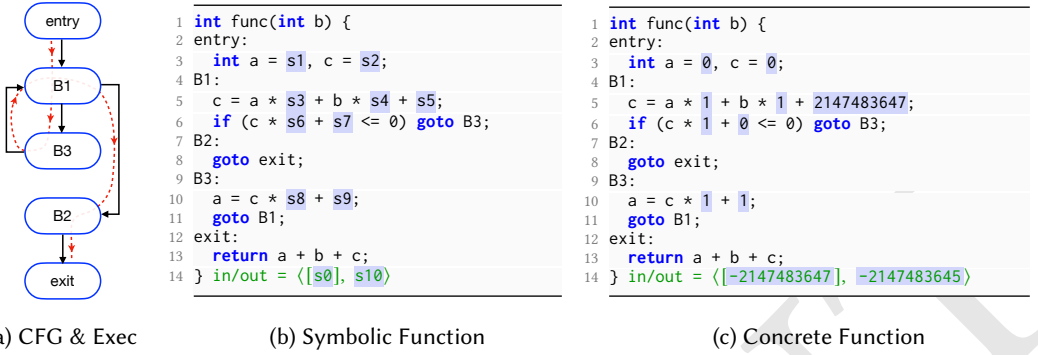 entry
B1
B3
B2
exit
1 int func(int b) {
2 entry:
3 int a = s1, c = s2;
4 B1:
5 c = a * s3 + b * s4 + s5;
6 if (c * s6 + s7 <= 0) goto B3;
7 B2:
8 goto exit;
9 B3:
10 a = c * s8 + s9;
11 goto B1;
12 exit:
13 return a + b + c;
14 } in/out = ⟨[s0], s10⟩
1 int func(int b) {
2 entry:
3 int a = 0, c = 0;
4 B1:
5 c = a * 1 + b * 1 + 2147483647;
6 if (c * 1 + 0 <= 0) goto B3;
7 B2:
8 goto exit;
9 B3:
10 a = c * 1 + 1;
11 goto B1;
12 exit:
13 return a + b + c;
14 } in/out = ⟨[-2147483647], -2147483645⟩
a) CFG & Exec
(b) Symbolic Function
(c) Concrete Function